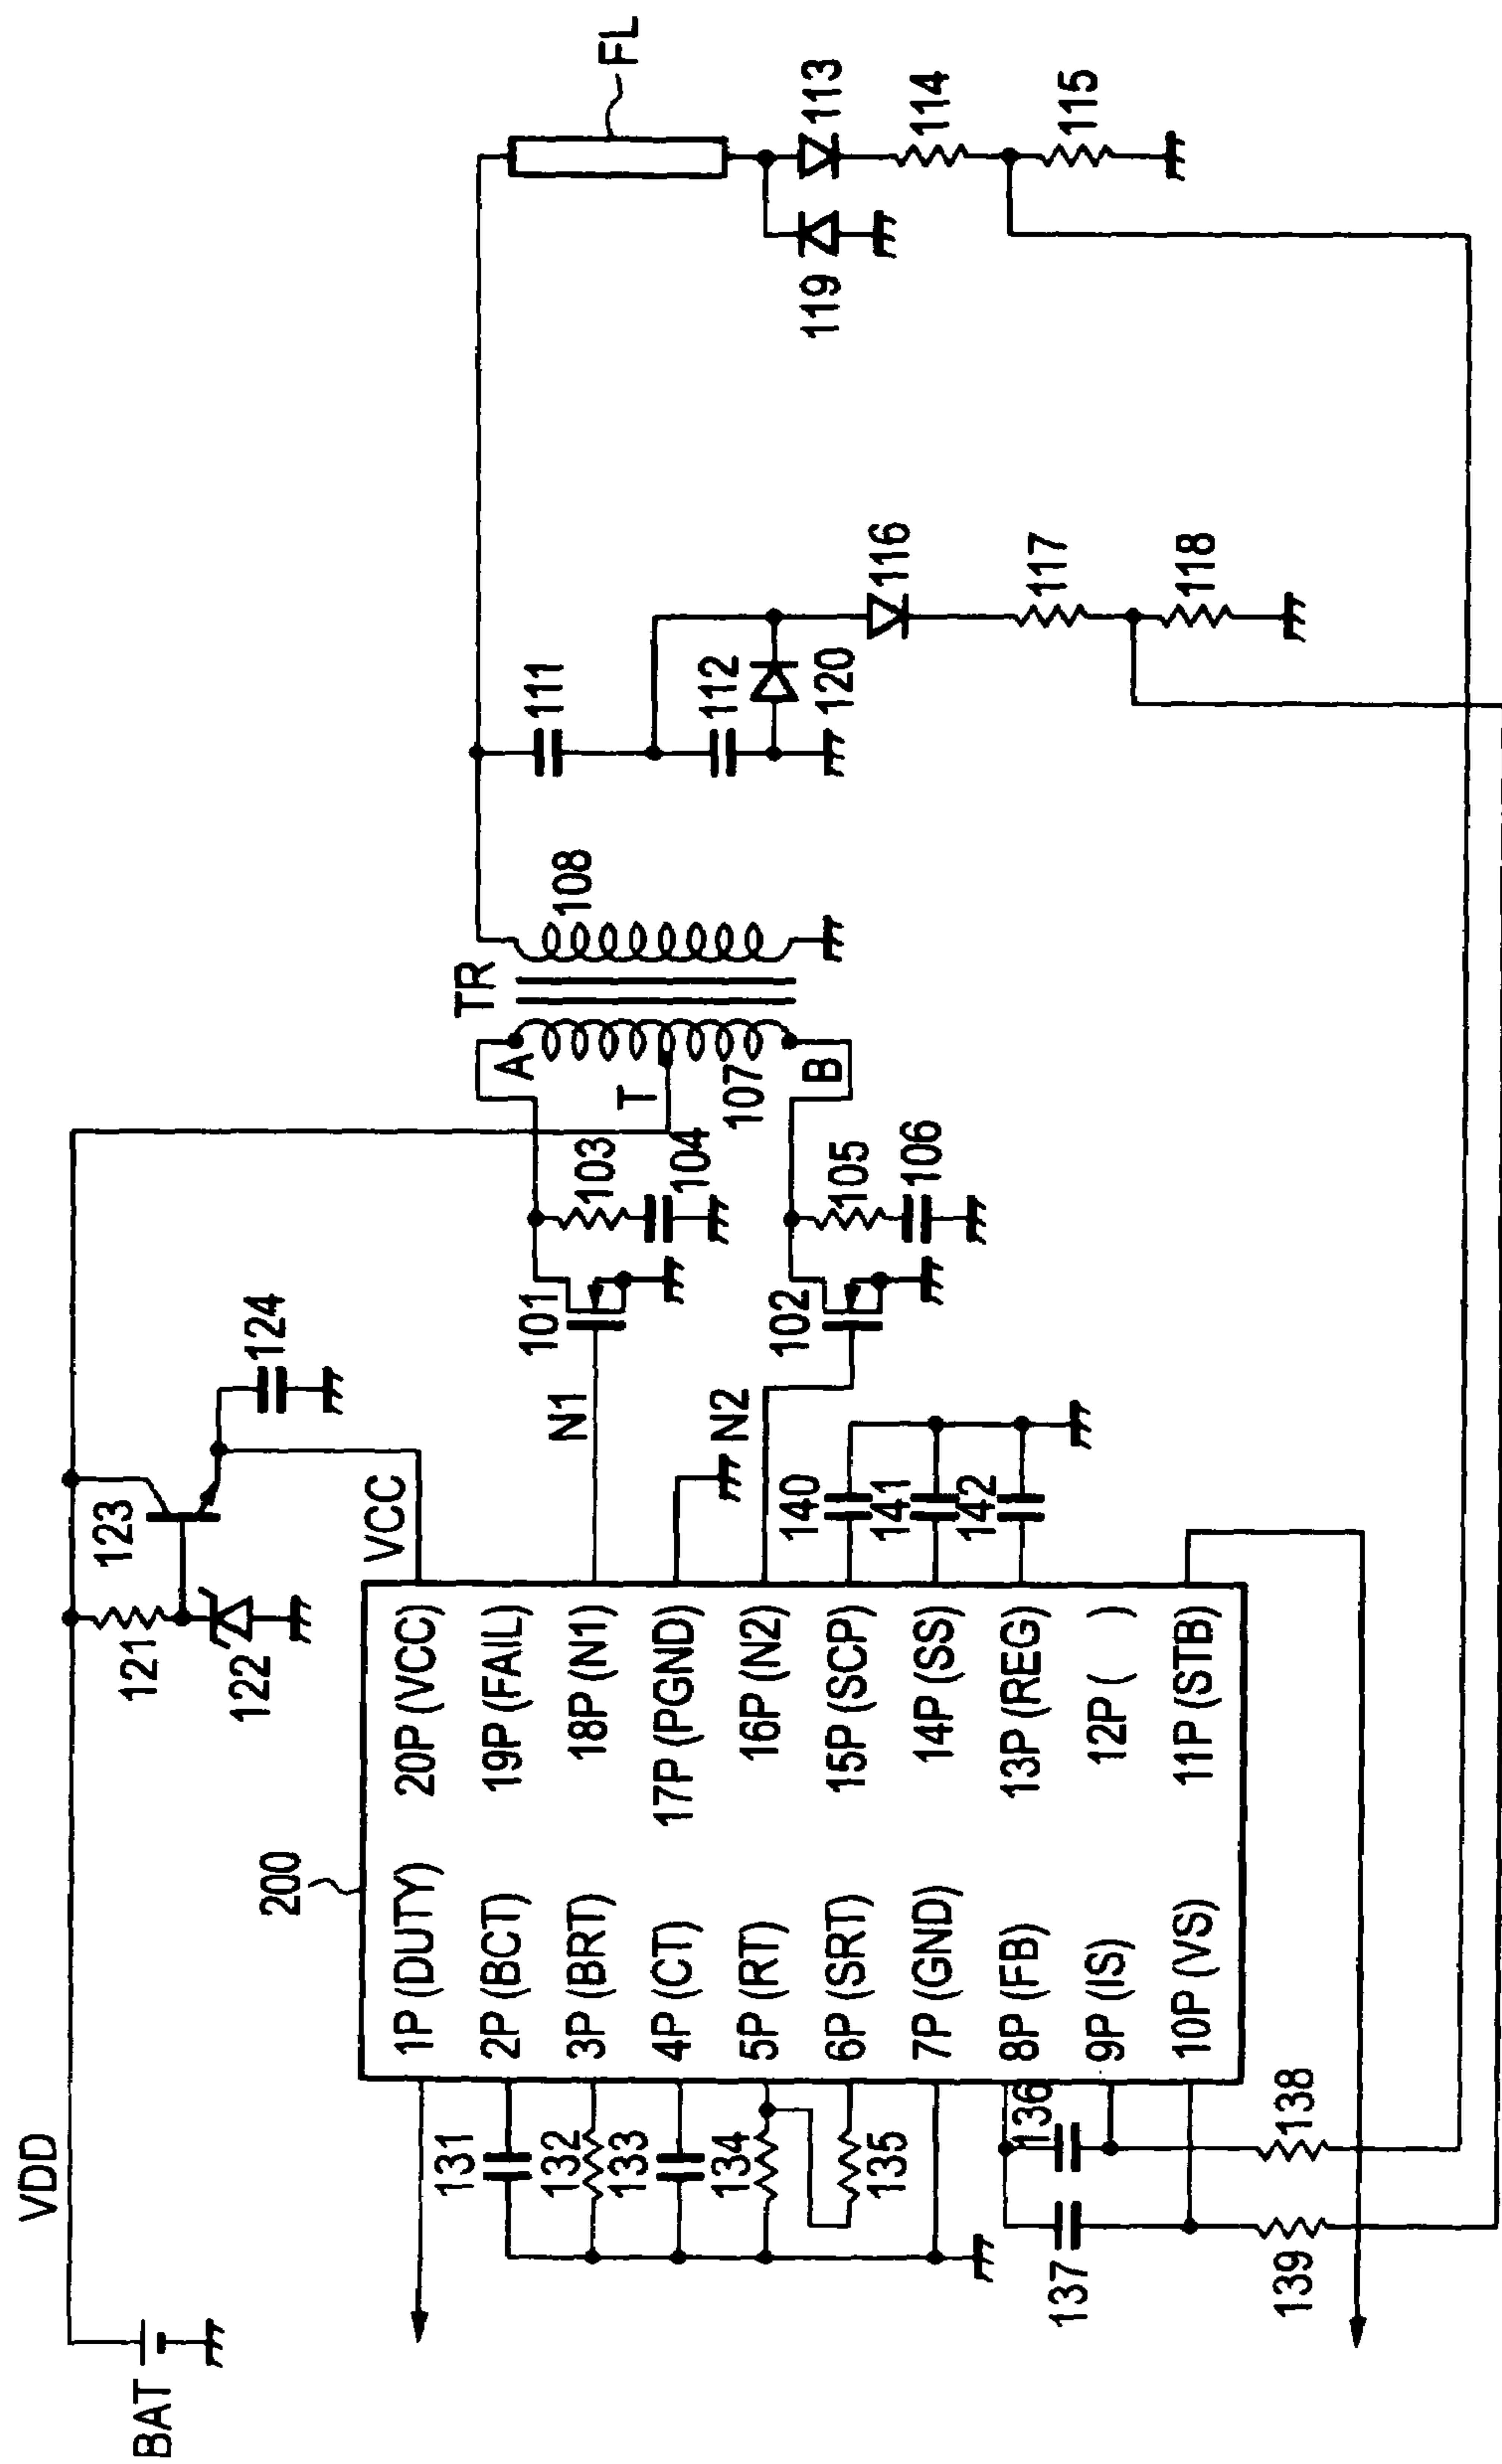 VDD
BAT
200
121
122
123
124
VCC
1P (DUTY)
2P (BCT)
3P (BRT)
4P (CT)
5P (RT)
6P (SRT)
7P (GND)
8P (FB)
9P (IS)
10P (VS)
20P (VCC)
19P (FAIL)
18P (N1)
17P (PGND)
16P (N2)
15P (SCP)
14P (SS)
13P (REG)
12P ( )
11P (STB)
131
132
133
134
135
136
137
138
139
140
141
142
N1
N2
101
102
103
104
105
106
A
T
B
107
TR
108
111
112
120
116
117
118
FL
119
113
114
115